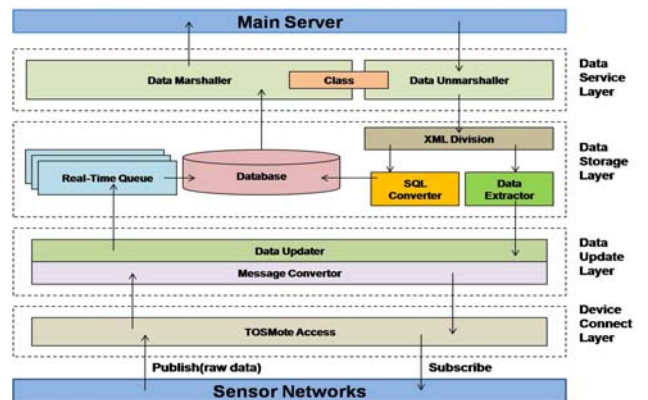 Main Server
Data Marshaller
Class
Data Unmarshaller
Data
Service
Layer
XML Division
Real-Time Queue
Database
SQL
Converter
Data
Extractor
Data
Storage
Layer
Data Updater
Message Convertor
Data
Update
Layer
TOSMote Access
Device
Connect
Layer
Publish(raw data)
Subscribe
Sensor Networks